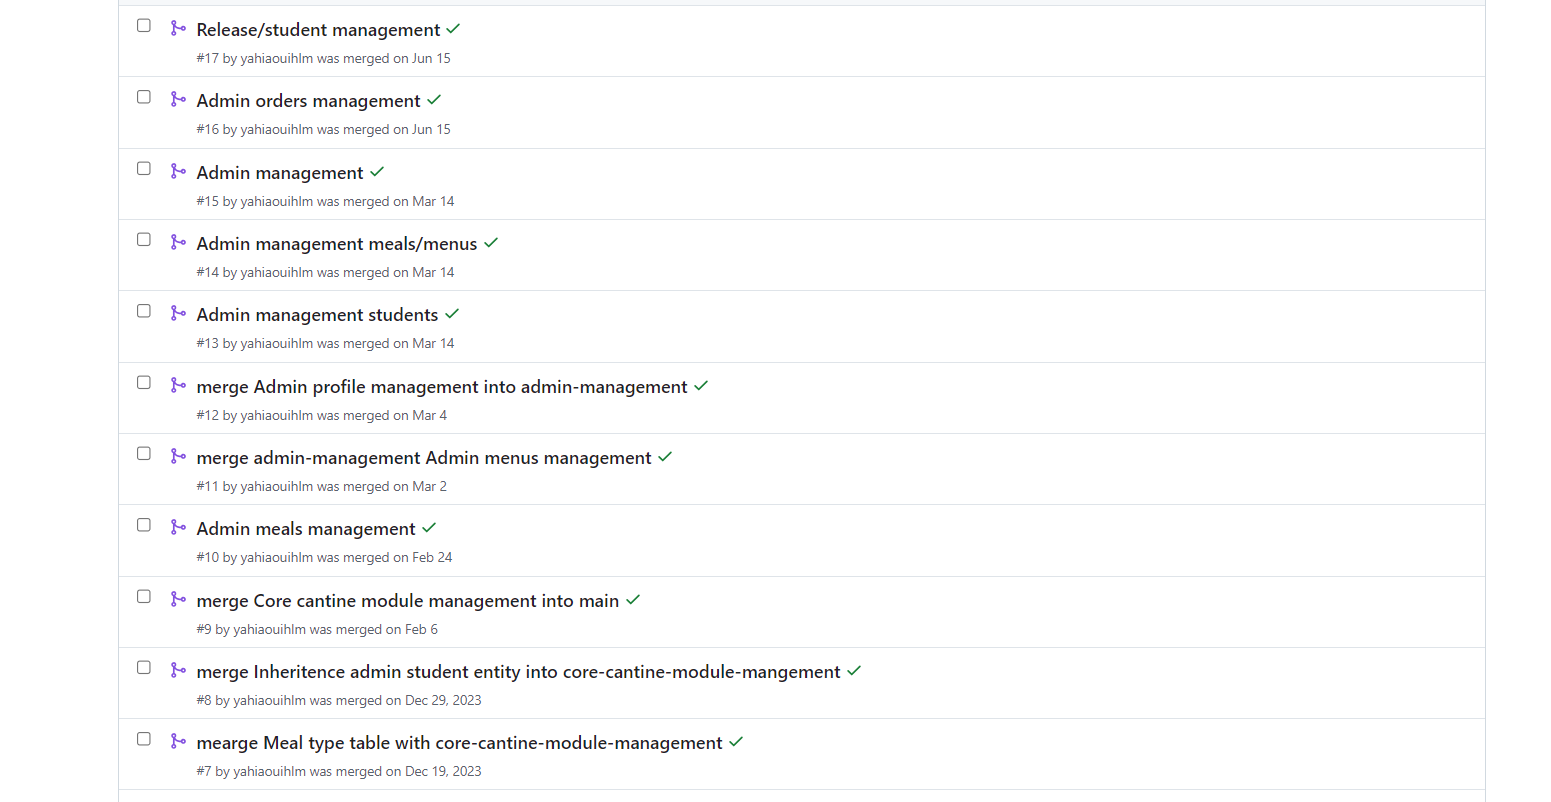 Release/student management
#17 by yahiaouihlm was merged on Jun 15
Admin orders management
#16 by yahiaouihlm was merged on Jun 15
Admin management
#15 by yahiaouihlm was merged on Mar 14
Admin management meals/menus
#14 by yahiaouihlm was merged on Mar 14
Admin management students
#13 by yahiaouihlm was merged on Mar 14
merge Admin profile management into admin-management
#12 by yahiaouihlm was merged on Mar 4
merge admin-management Admin menus management
#11 by yahiaouihlm was merged on Mar 2
Admin meals management
#10 by yahiaouihlm was merged on Feb 24
merge Core cantine module management into main
#9 by yahiaouihlm was merged on Feb 6
merge Inheritence admin student entity into core-cantine-module-mangement
#8 by yahiaouihlm was merged on Dec 29, 2023
mearge Meal type table with core-cantine-module-management
#7 by yahiaouihlm was merged on Dec 19, 2023